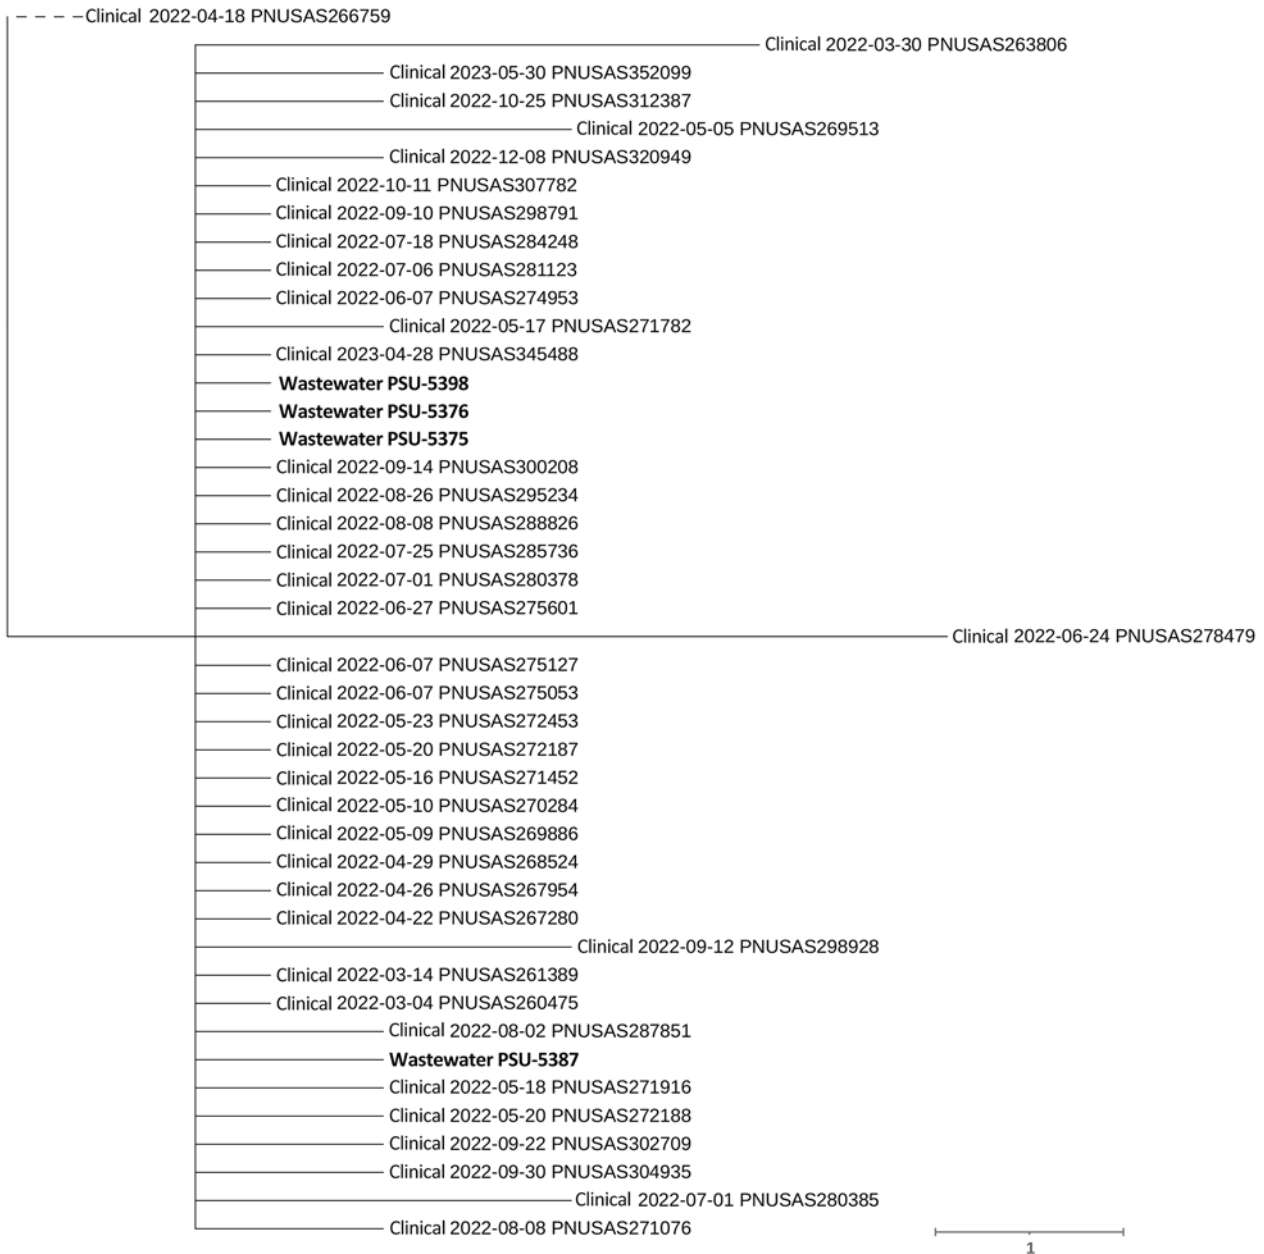 Clinical 2022-04-18 PNUSAS266759
Clinical 2022-03-30 PNUSAS263806
Clinical 2023-05-30 PNUSAS352099
Clinical 2022-10-25 PNUSAS312387
Clinical 2022-05-05 PNUSAS269513
Clinical 2022-12-08 PNUSAS320949
Clinical 2022-10-11 PNUSAS307782
Clinical 2022-09-10 PNUSAS298791
Clinical 2022-07-18 PNUSAS284248
Clinical 2022-07-06 PNUSAS281123
Clinical 2022-06-07 PNUSAS274953
Clinical 2022-05-17 PNUSAS271782
Clinical 2023-04-28 PNUSAS345488
Wastewater PSU-5398
Wastewater PSU-5376
Wastewater PSU-5375
Clinical 2022-09-14 PNUSAS300208
Clinical 2022-08-26 PNUSAS295234
Clinical 2022-08-08 PNUSAS288826
Clinical 2022-07-25 PNUSAS285736
Clinical 2022-07-01 PNUSAS280378
Clinical 2022-06-27 PNUSAS275601
Clinical 2022-06-24 PNUSAS278479
Clinical 2022-06-07 PNUSAS275127
Clinical 2022-06-07 PNUSAS275053
Clinical 2022-05-23 PNUSAS272453
Clinical 2022-05-20 PNUSAS272187
Clinical 2022-05-16 PNUSAS271452
Clinical 2022-05-10 PNUSAS270284
Clinical 2022-05-09 PNUSAS269886
Clinical 2022-04-29 PNUSAS268524
Clinical 2022-04-26 PNUSAS267954
Clinical 2022-04-22 PNUSAS267280
Clinical 2022-09-12 PNUSAS298928
Clinical 2022-03-14 PNUSAS261389
Clinical 2022-03-04 PNUSAS260475
Clinical 2022-08-02 PNUSAS287851
Wastewater PSU-5387
Clinical 2022-05-18 PNUSAS271916
Clinical 2022-05-20 PNUSAS272188
Clinical 2022-09-22 PNUSAS302709
Clinical 2022-09-30 PNUSAS304935
Clinical 2022-07-01 PNUSAS280385
Clinical 2022-08-08 PNUSAS271076
1